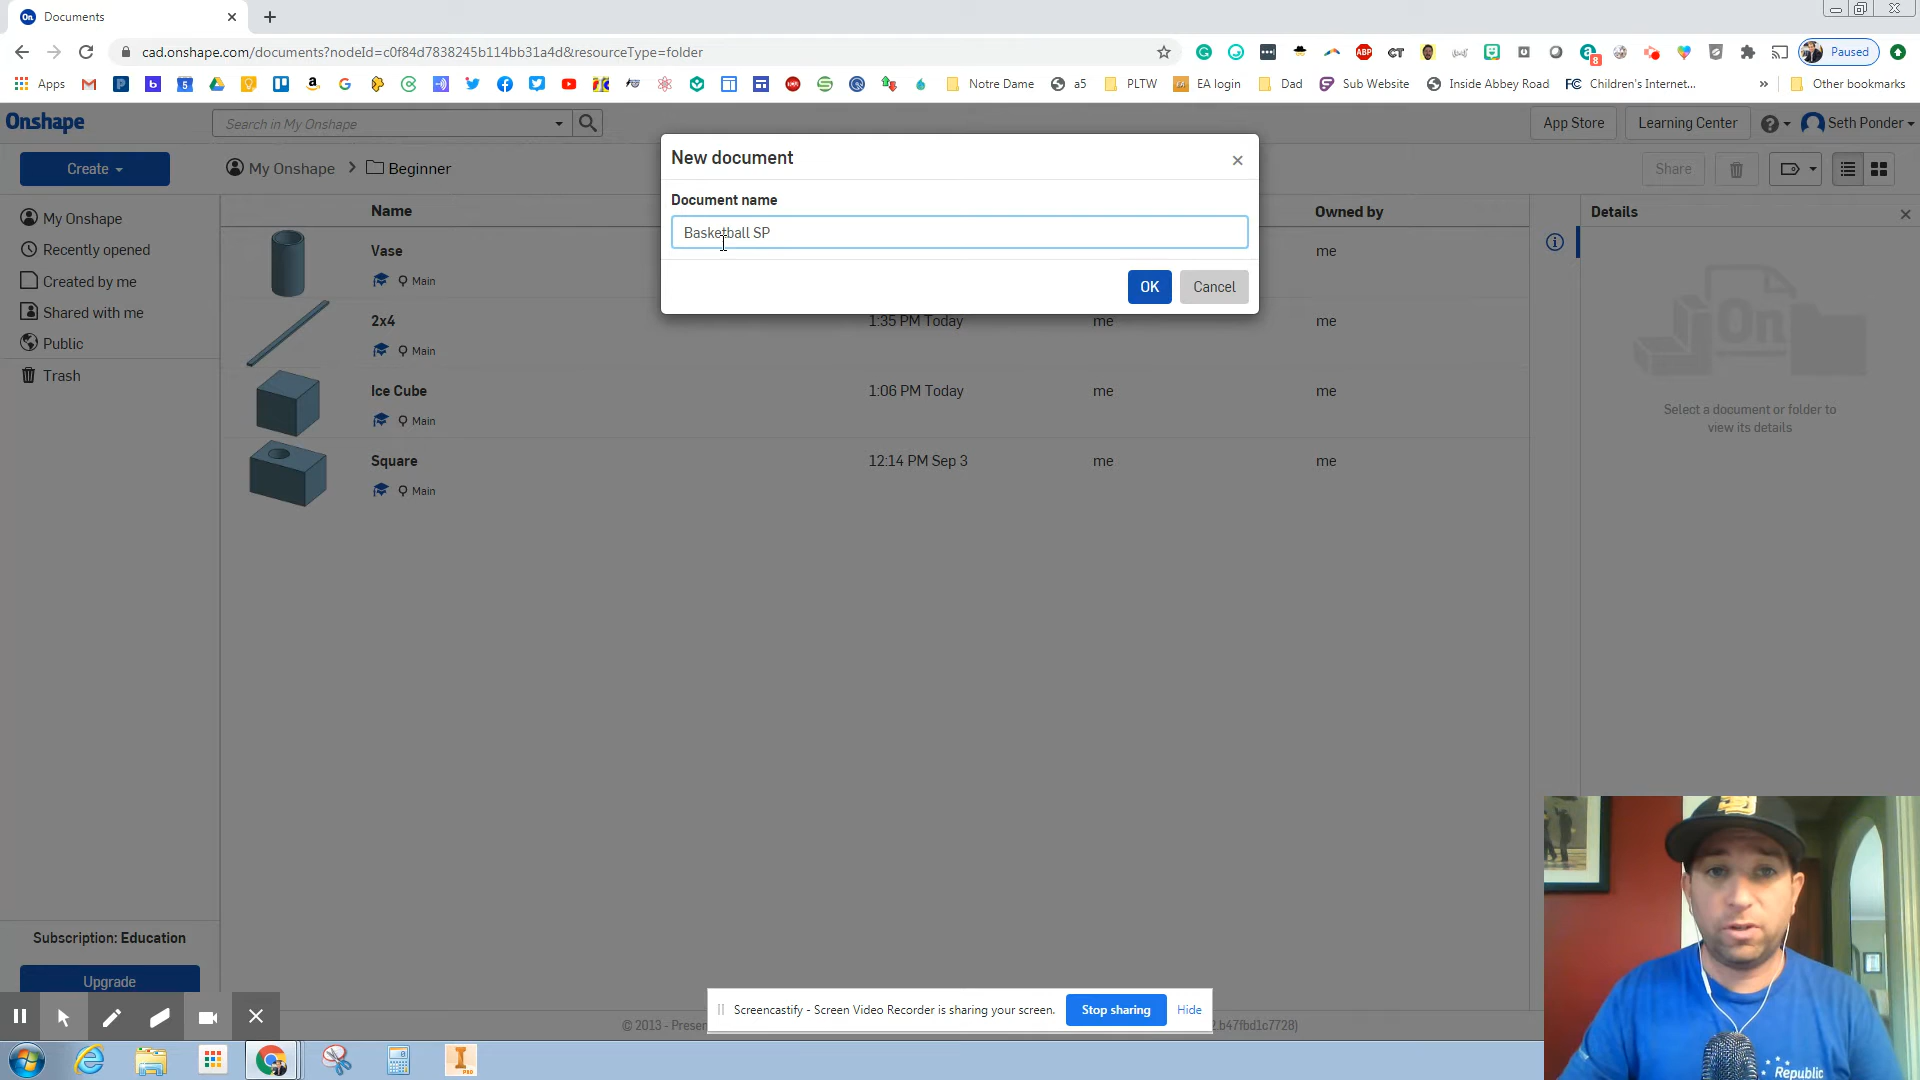 Documents
cad.onshape.com/documents?nodeId=c0f84d7838245b114bb31a4d&resourceType=folder
ABP
CT
8
Paused
Apps
Notre Dame
a5
PLTW
EA login
Dad
Sub Website
Inside Abbey Road
FC Children's Internet...
»
Other bookmarks
Onshape
Search in My Onshape
App Store
Learning Center
Seth Ponder
Create
My Onshape > Beginner
Share
New document
Document name
Basketball SP
OK
Cancel
My Onshape
Recently opened
Created by me
Shared with me
Public
Trash
Name
Owned by
Details
Vase
Main
me
2x4
Main
1:35 PM Today
me
me
Ice Cube
Main
1:06 PM Today
me
me
Square
Main
12:14 PM Sep 3
me
me
Select a document or folder to
view its details
Subscription: Education
Upgrade
Screencastify - Screen Video Recorder is sharing your screen.
Stop sharing
Hide
© 2013 - Presen
2.b47fbd1c7728)
Republic